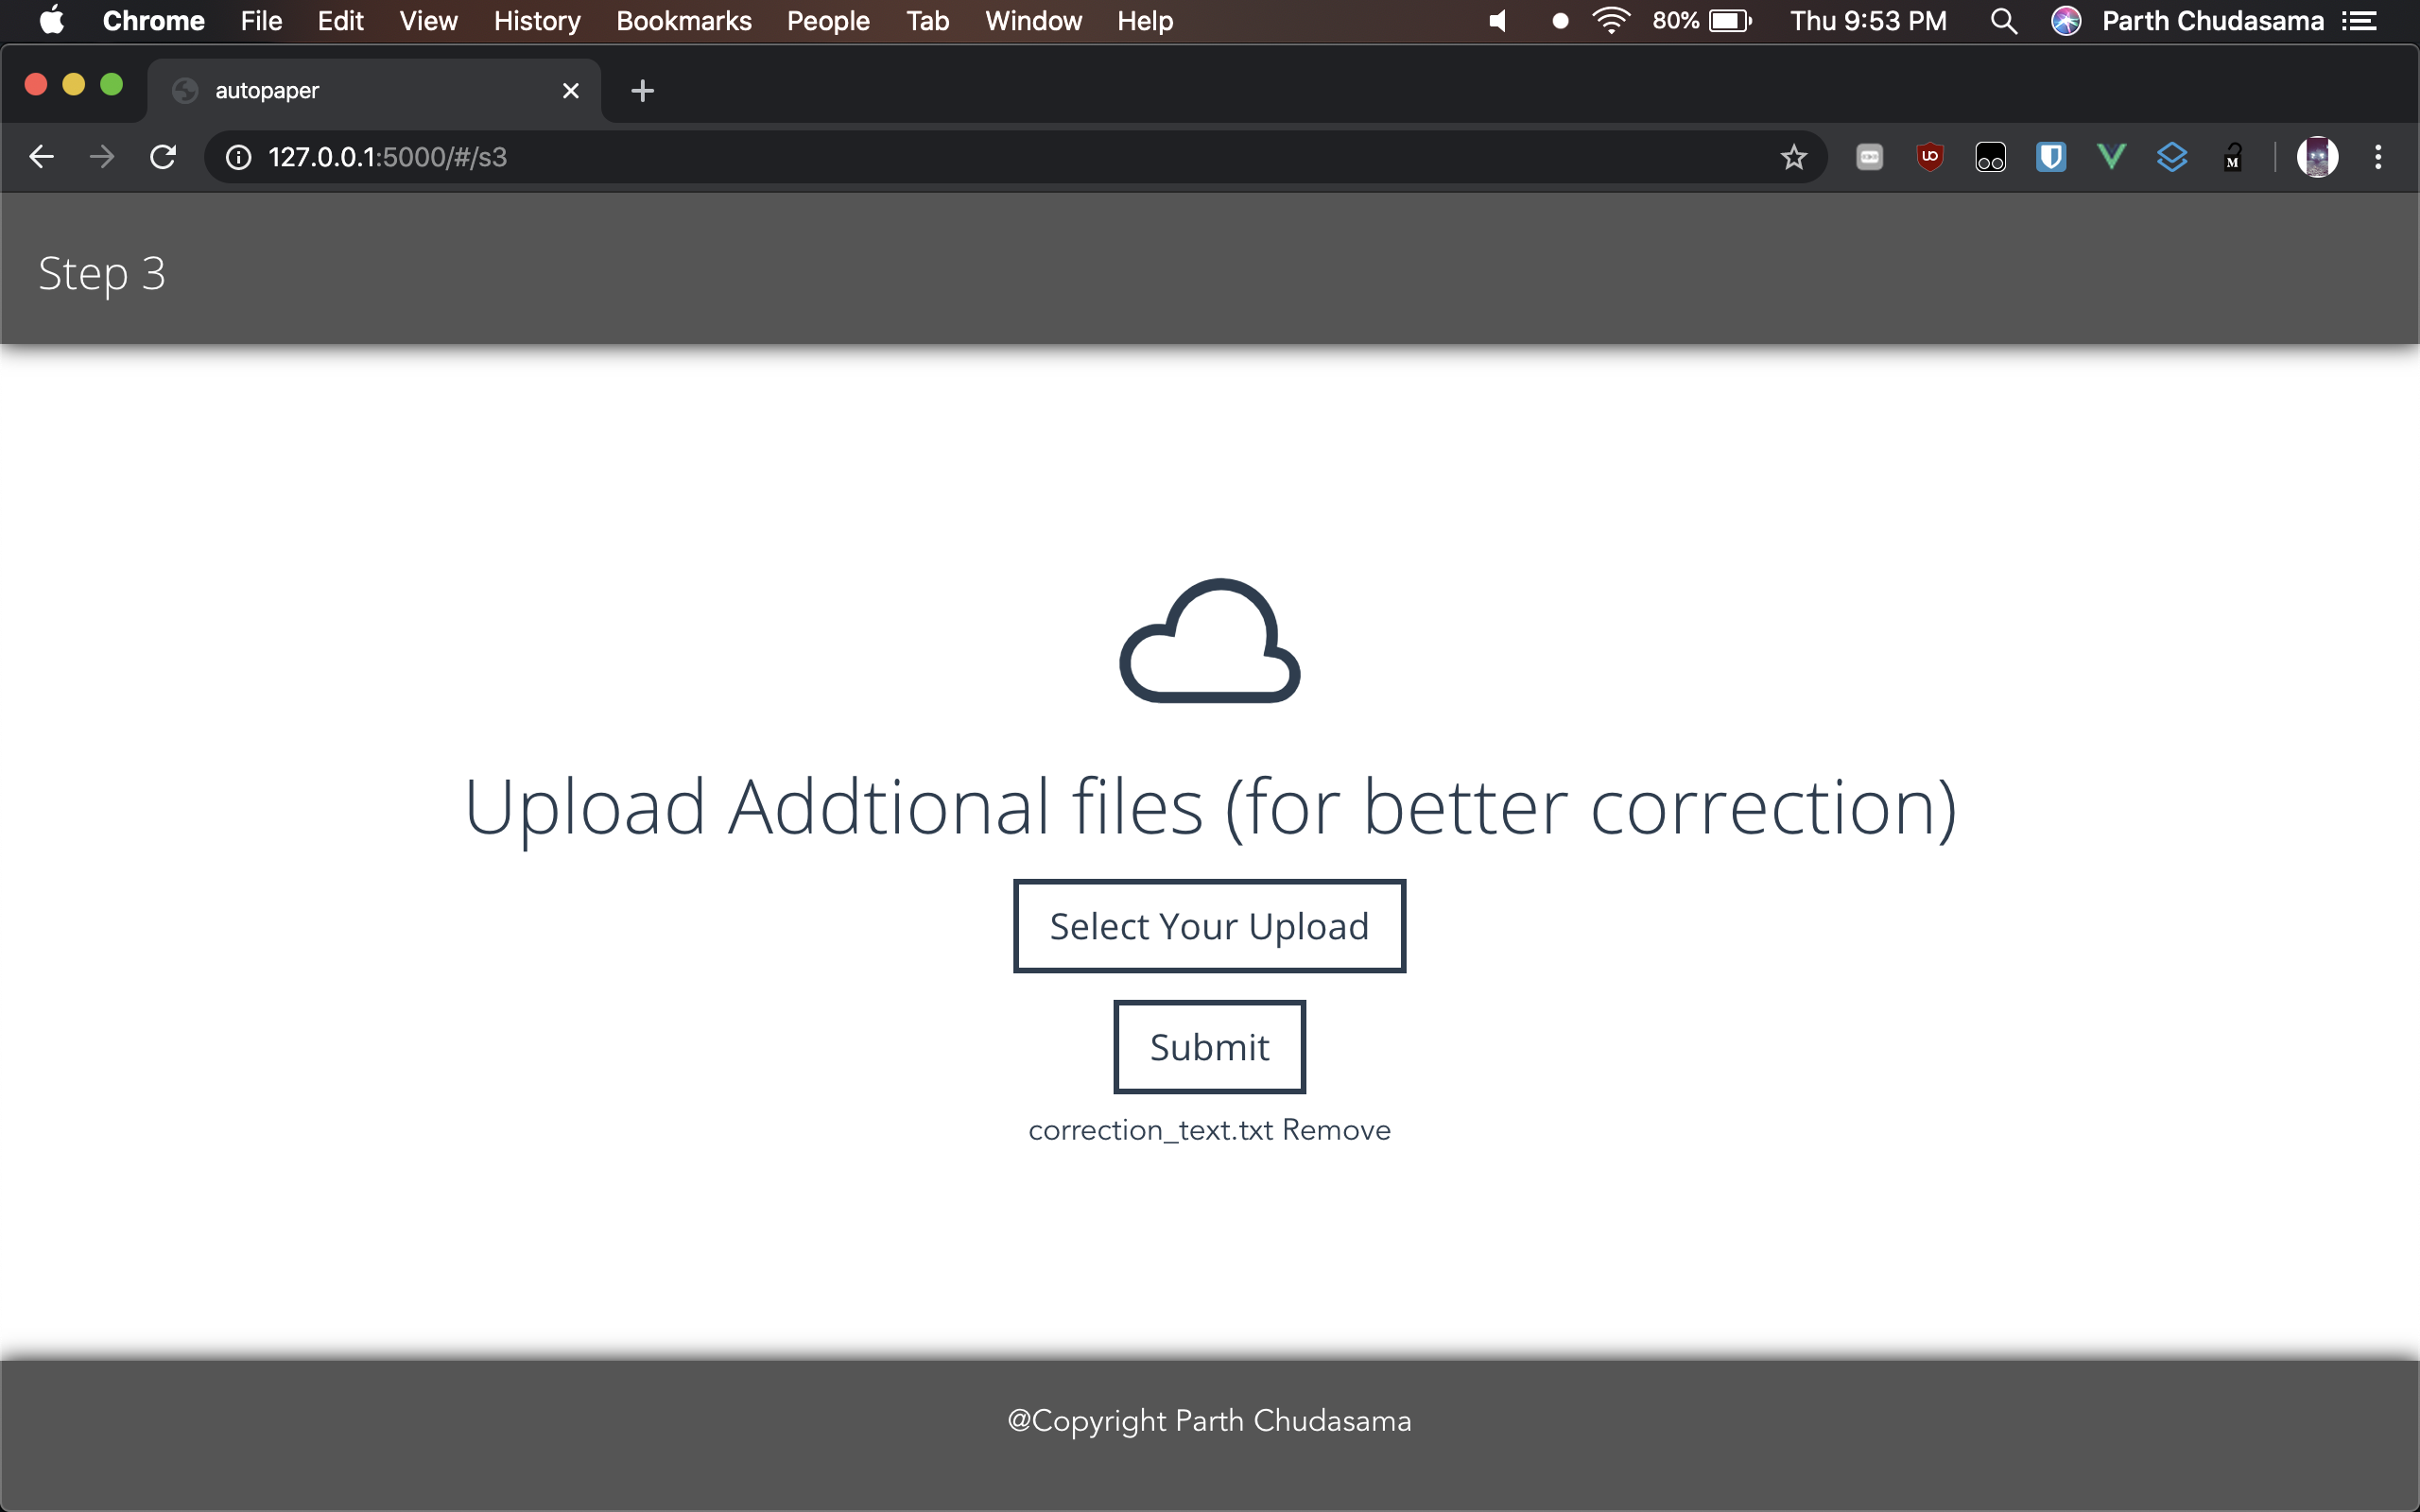 Chrome File Edit View History Bookmarks People Tab Window Help 80% Thu 9:53 PM Parth Chudasama
autopaper
127.0.0.1:5000/#/s3
Step 3
Upload Addtional files (for better correction)
Select Your Upload
Submit
correction_text.txt Remove
@Copyright Parth Chudasama